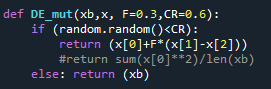 def DE_mut(xb,x, F=0.3,CR=0.6):
    if (random.random()<CR):
        return (x[0]+F*(x[1]-x[2]))
        #return sum(x[0]**2)/len(xb)
    else: return (xb)